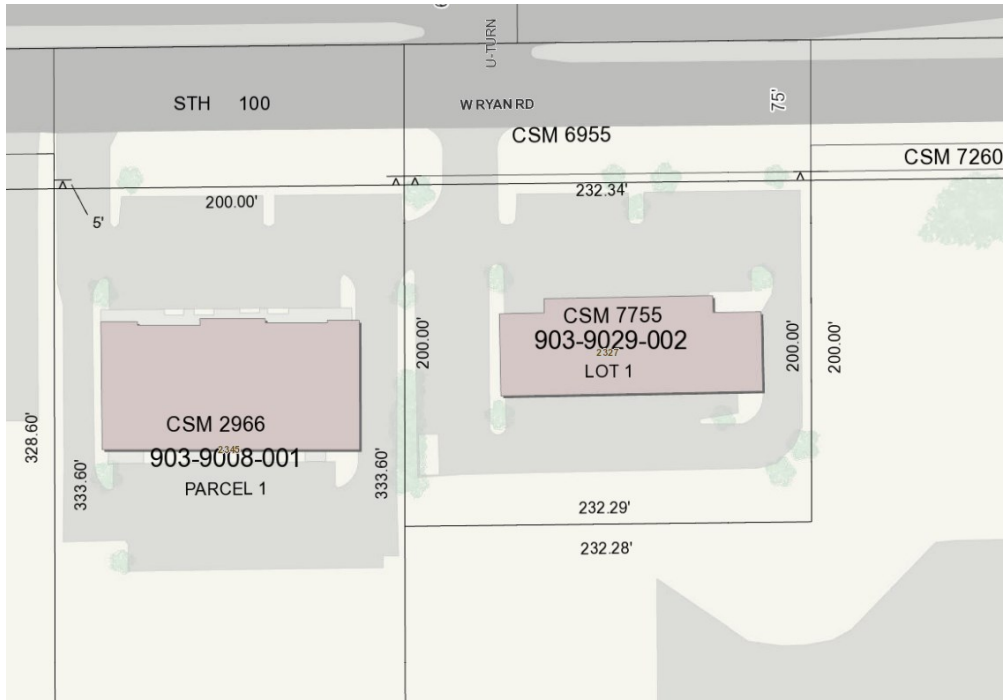 U-TURN
STH 100
W RYAN RD
75'
CSM 6955
CSM 7260
200.00'
232.34'
5'
CSM 7755
903-9029-002
2327
LOT 1
200.00'
200.00'
200.00'
328.60'
CSM 2966
2345
903-9008-001
PARCEL 1
333.60'
333.60'
232.29'
232.28'